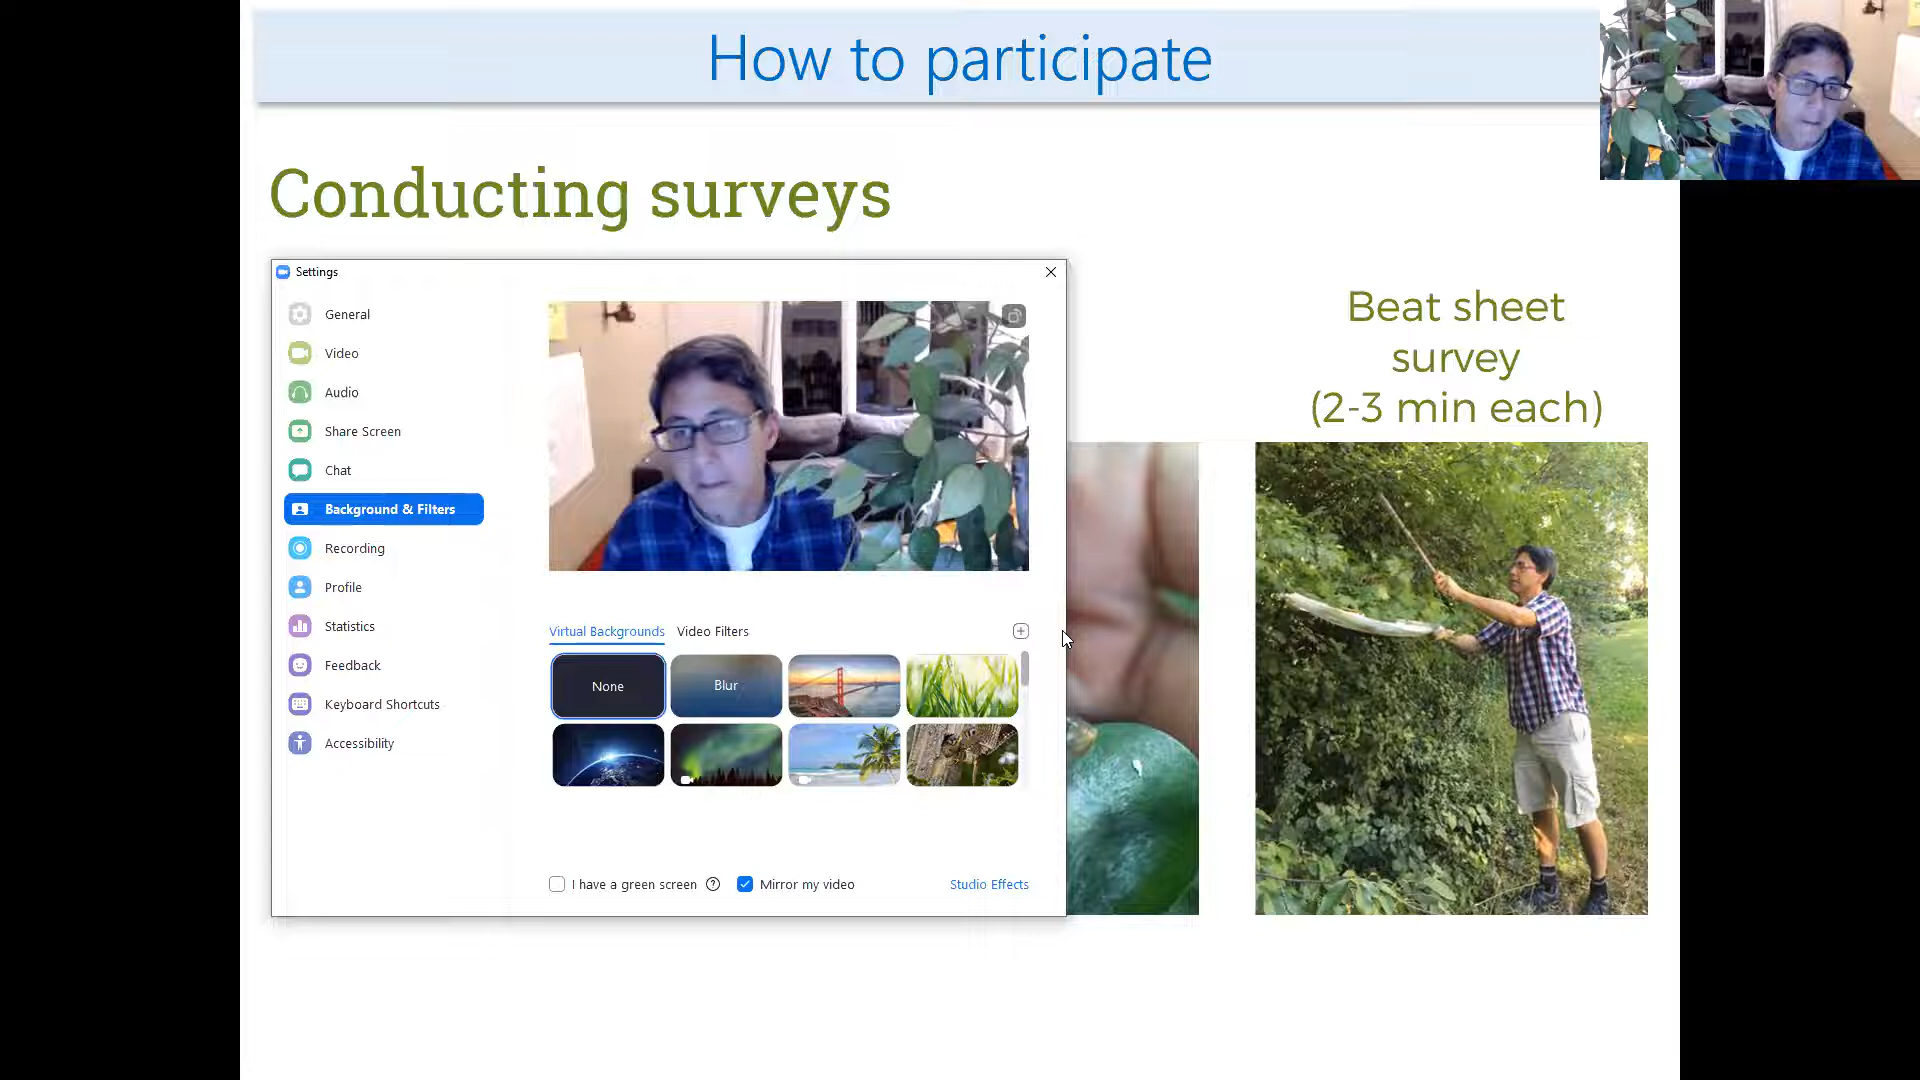 How to participate
Conducting surveys
Settings
General
Video
Audio
Share Screen
Chat
Background & Filters
Recording
Profile
Statistics
Feedback
Keyboard Shortcuts
Accessibility
Virtual Backgrounds
Video Filters
None
Blur
I have a green screen
Mirror my video
Studio Effects
Beat sheet
survey
(2-3 min each)